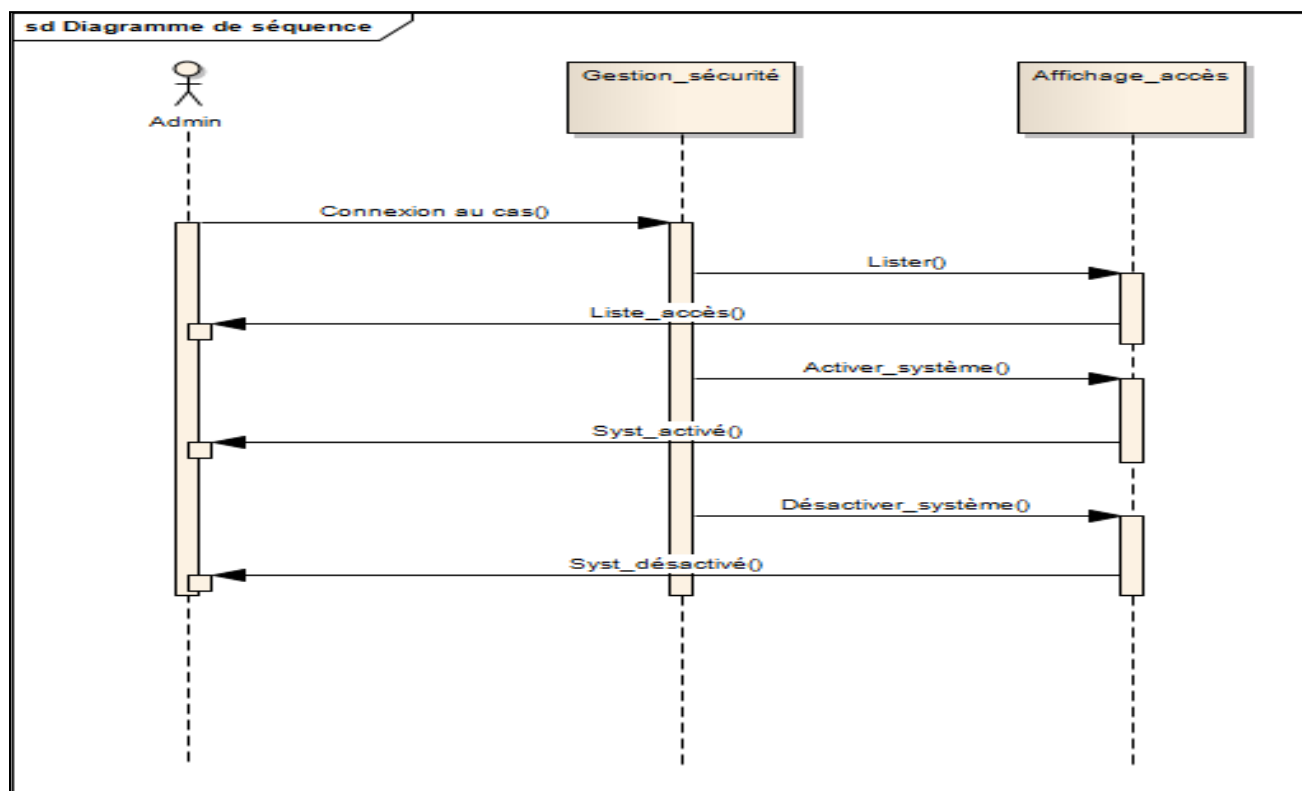 sd Diagramme de séquence
Admin
Gestion_sécurité
Affichage_accès
Connexion au cas()
Lister()
Liste_accès()
Activer_système()
Syst_activé()
Désactiver_système()
Syst_désactivé()